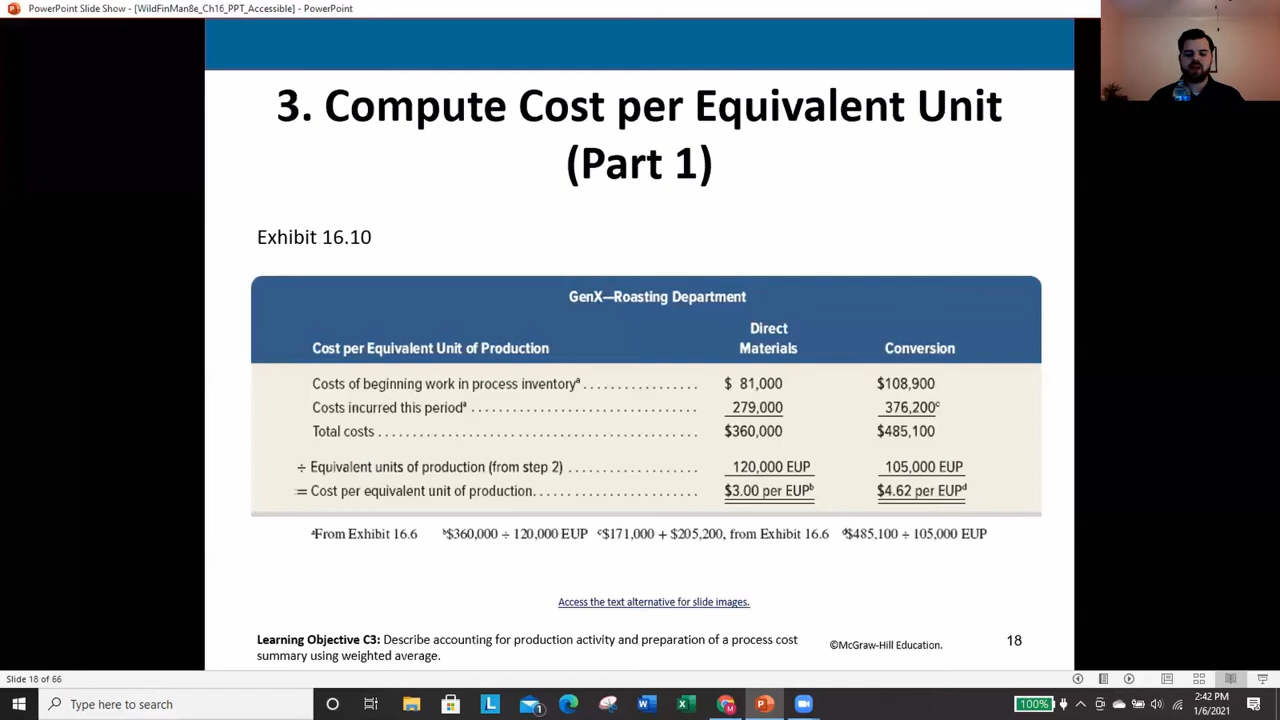 PowerPoint Slide Show - [WildFinMan8e_Ch16_PPT_Accessible] - PowerPoint
3. Compute Cost per Equivalent Unit
(Part 1)
Exhibit 16.10
GenX—Roasting Department
Direct
Cost per Equivalent Unit of Production Materials Conversion
Costs of beginning work in process inventoryᵃ . . . . . . . . . . . . . . . . . $ 81,000 $108,900
Costs incurred this periodᵃ . . . . . . . . . . . . . . . . . . . . . . . . . . . . . . . . . 279,000 376,200ᶜ
Total costs . . . . . . . . . . . . . . . . . . . . . . . . . . . . . . . . . . . . . . . . . . . . . . . $360,000 $485,100
÷ Equivalent units of production (from step 2) . . . . . . . . . . . . . . . . . . . 120,000 EUP 105,000 EUP
= Cost per equivalent unit of production. . . . . . . . . . . . . . . . . . . . . . . . $3.00 per EUPᵇ $4.62 per EUPᵈ
ᵃFrom Exhibit 16.6 ᵇ$360,000 ÷ 120,000 EUP ᶜ$171,000 + $205,200, from Exhibit 16.6 ᵈ$485,100 ÷ 105,000 EUP
Access the text alternative for slide images.
Learning Objective C3: Describe accounting for production activity and preparation of a process cost
summary using weighted average.
©McGraw-Hill Education.
18
Slide 18 of 66
Type here to search
100%
2:42 PM
1/6/2021